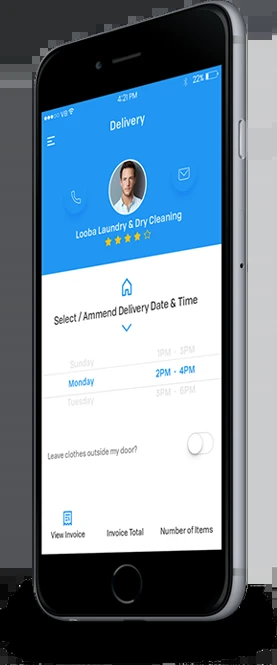 VB 4:21 PM 22%
Delivery
Looba Laundry & Dry Cleaning
Select / Ammend Delivery Date & Time
Sunday 1PM - 3PM
Monday 2PM - 4PM
Tuesday 3PM - 6PM
Leave clothes outside my door?
View Invoice Invoice Total Number of Items